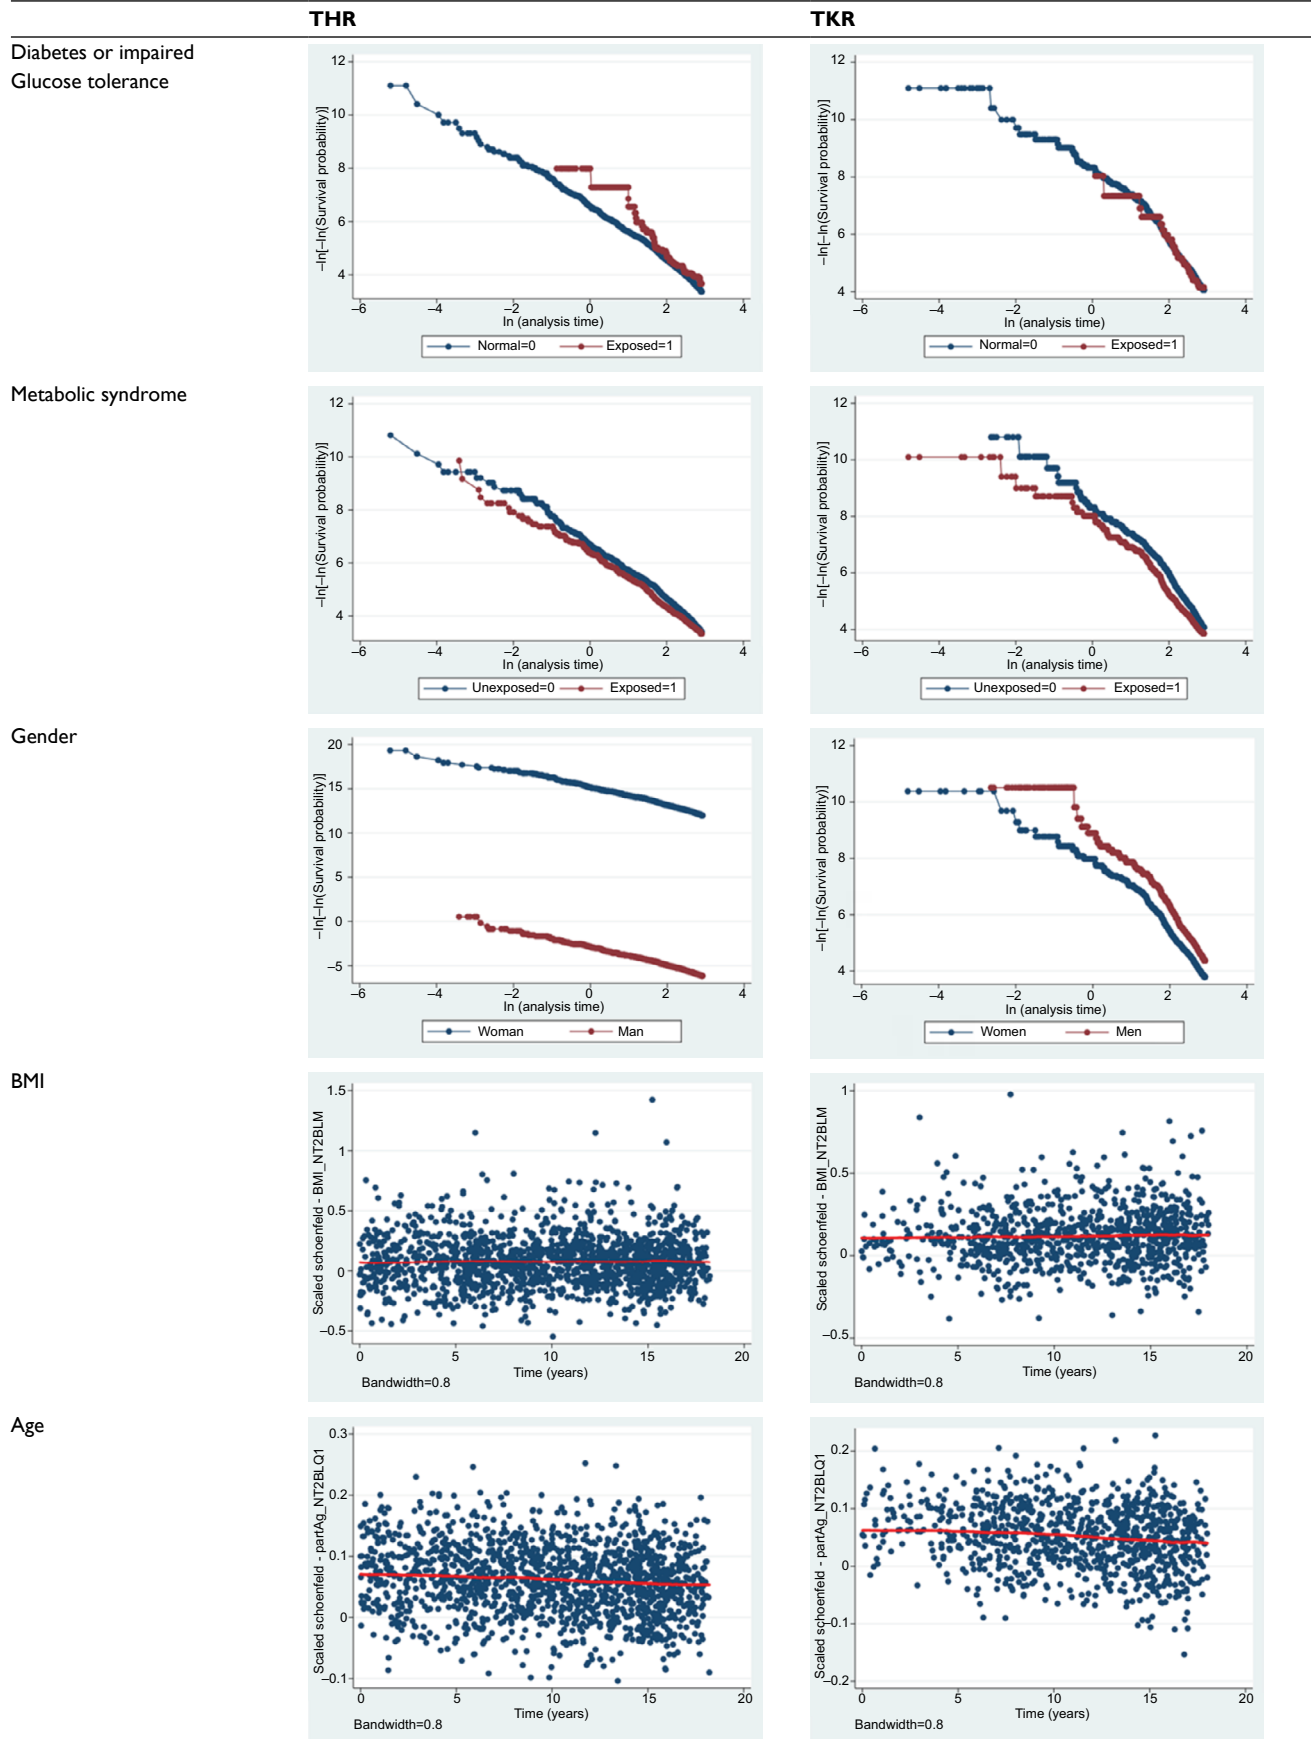 THR TKR
Diabetes or impaired
Glucose tolerance
–ln[–ln(Survival probability)]
12
10
8
6
4
–6 –4 –2 0 2 4
ln (analysis time)
Normal=0 Exposed=1
–ln[–ln(Survival probability)]
12
10
8
6
4
–6 –4 –2 0 2 4
ln (analysis time)
Normal=0 Exposed=1
Metabolic syndrome
–ln[–ln(Survival probability)]
12
10
8
6
4
–6 –4 –2 0 2 4
ln (analysis time)
Unexposed=0 Exposed=1
–ln[–ln(Survival probability)]
12
10
8
6
4
–6 –4 –2 0 2 4
ln (analysis time)
Unexposed=0 Exposed=1
Gender
–ln[–ln(Survival probability)]
20
15
10
5
0
–5
–6 –4 –2 0 2 4
ln (analysis time)
Woman Man
–ln[–ln(Survival probability)]
12
10
8
6
4
–6 –4 –2 0 2 4
ln (analysis time)
Women Men
BMI
Scaled schoenfeld - BMI_NT2BLM
1.5
1
0.5
0
–0.5
0 5 10 15 20
Time (years)
Bandwidth=0.8
Scaled schoenfeld - BMI_NT2BLM
1
0.5
0
–0.5
0 5 10 15 20
Time (years)
Bandwidth=0.8
Age
Scaled schoenfeld - partAg_NT2BLQ1
0.3
0.2
0.1
0
–0.1
0 5 10 15 20
Time (years)
Bandwidth=0.8
Scaled schoenfeld - partAg_NT2BLQ1
0.2
0.1
0
–0.1
–0.2
0 5 10 15 20
Time (years)
Bandwidth=0.8